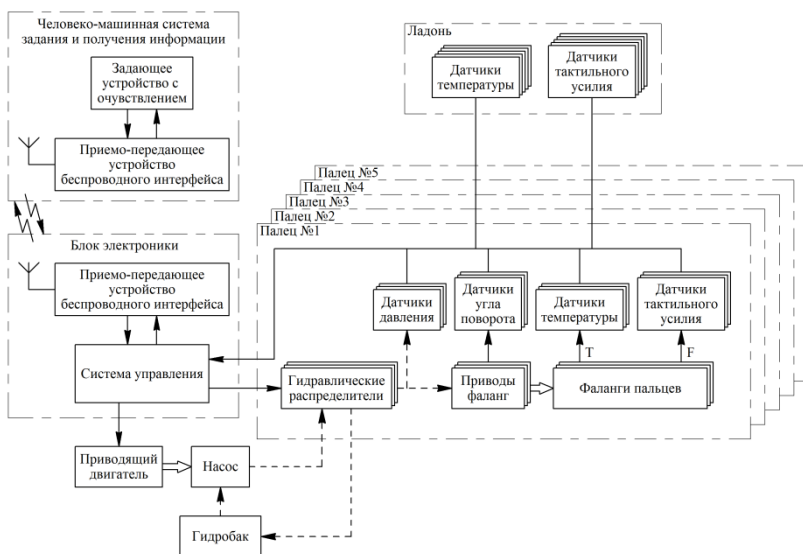 Человеко-машинная система
задания и получения информации
Задающее
устройство с
очувствлением
Приемо-передающее
устройство
беспроводного интерфейса
Ладонь
Датчики
температуры
Датчики
тактильного
усилия
Палец №5
Палец №4
Палец №3
Палец №2
Палец №1
Блок электроники
Приемо-передающее
устройство
беспроводного интерфейса
Система управления
Датчики
давления
Датчики
угла
поворота
Датчики
температуры
Датчики
тактильного
усилия
T
F
Гидравлические
распределители
Приводы
фаланг
Фаланги пальцев
Приводящий
двигатель
Насос
Гидробак